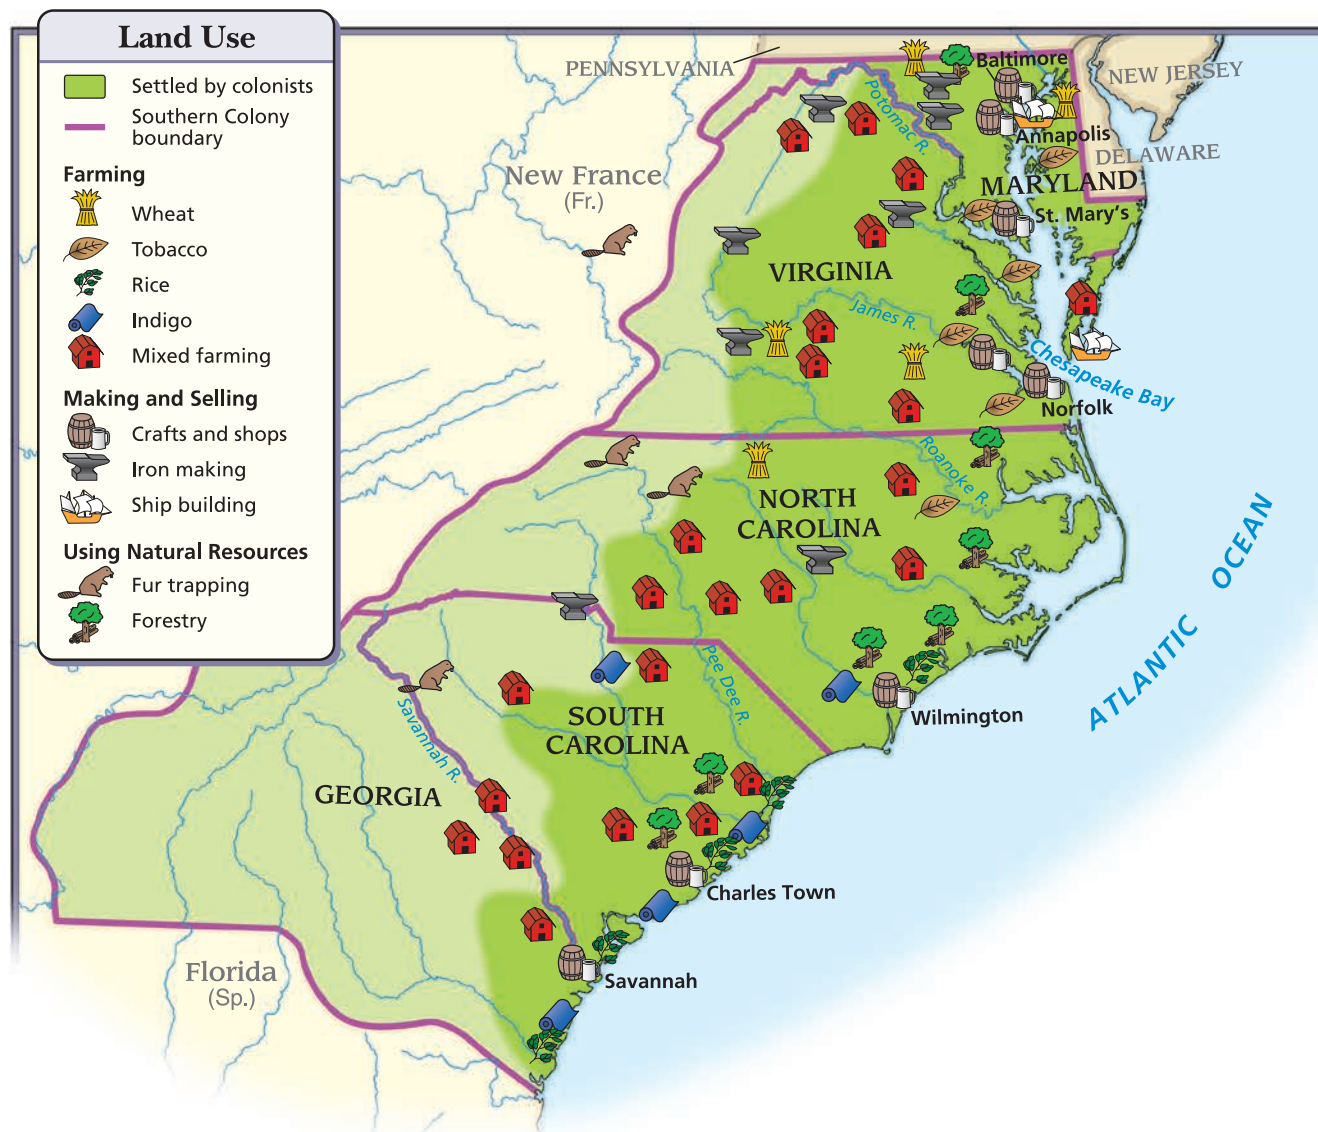 Land Use
Settled by colonists
Southern Colony
boundary
Farming
Wheat
Tobacco
Rice
Indigo
Mixed farming
Making and Selling
Crafts and shops
Iron making
Ship building
Using Natural Resources
Fur trapping
Forestry
PENNSYLVANIA
Baltimore
NEW JERSEY
Potomac R.
Annapolis
DELAWARE
New France
(Fr.)
MARYLAND
St. Mary's
VIRGINIA
James R.
Chesapeake Bay
Norfolk
Roanoke R.
NORTH
CAROLINA
ATLANTIC OCEAN
Pee Dee R.
Wilmington
SOUTH
CAROLINA
Savannah R.
GEORGIA
Charles Town
Florida
(Sp.)
Savannah